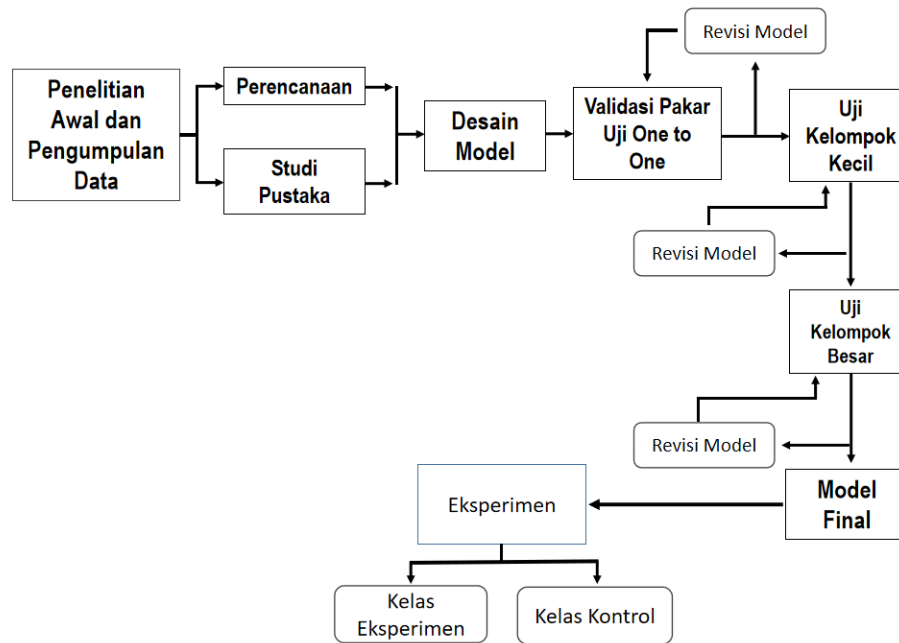 Penelitian
Awal dan
Pengumpulan
Data
Perencanaan
Studi
Pustaka
Desain
Model
Validasi Pakar
Uji One to
One
Revisi Model
Uji
Kelompok
Kecil
Revisi Model
Uji
Kelompok
Besar
Revisi Model
Model
Final
Eksperimen
Kelas
Eksperimen
Kelas Kontrol